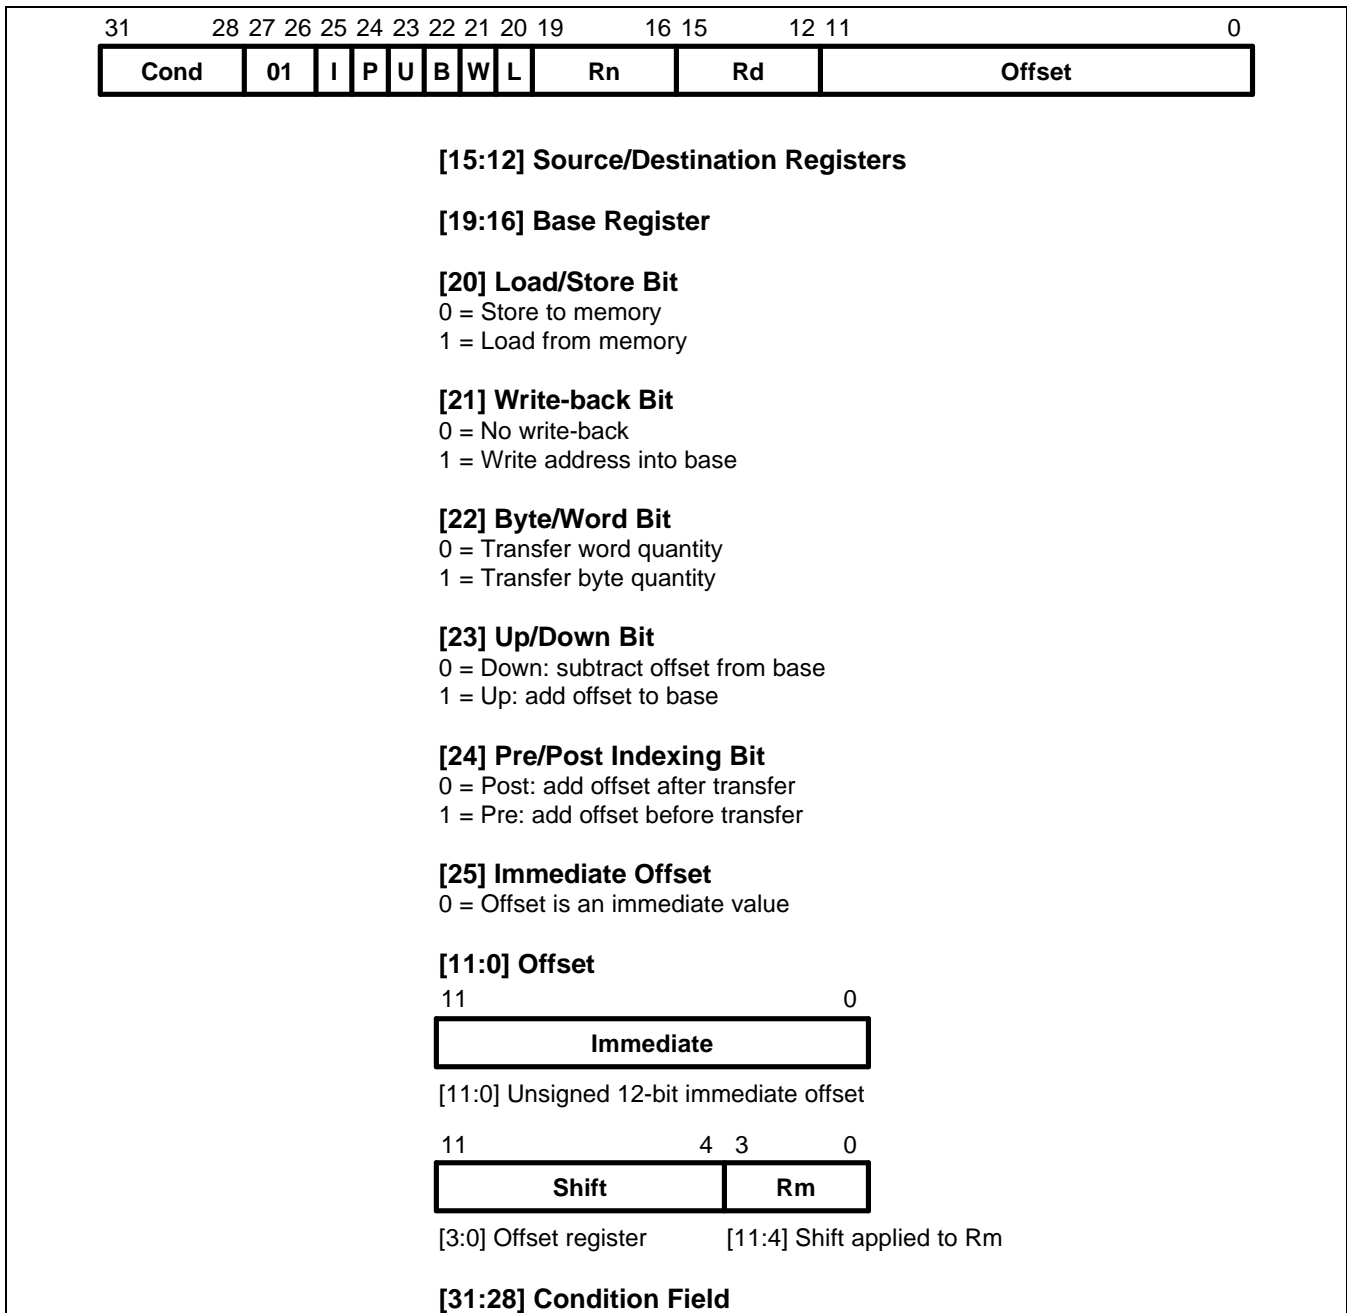 31 28 27 26 25 24 23 22 21 20 19 16 15 12 11 0
Cond 01 I P U B W L Rn Rd Offset
[15:12] Source/Destination Registers
[19:16] Base Register
[20] Load/Store Bit
0 = Store to memory
1 = Load from memory
[21] Write-back Bit
0 = No write-back
1 = Write address into base
[22] Byte/Word Bit
0 = Transfer word quantity
1 = Transfer byte quantity
[23] Up/Down Bit
0 = Down: subtract offset from base
1 = Up: add offset to base
[24] Pre/Post Indexing Bit
0 = Post: add offset after transfer
1 = Pre: add offset before transfer
[25] Immediate Offset
0 = Offset is an immediate value
[11:0] Offset
11 0
Immediate
[11:0] Unsigned 12-bit immediate offset
11 4 3 0
Shift Rm
[3:0] Offset register [11:4] Shift applied to Rm
[31:28] Condition Field